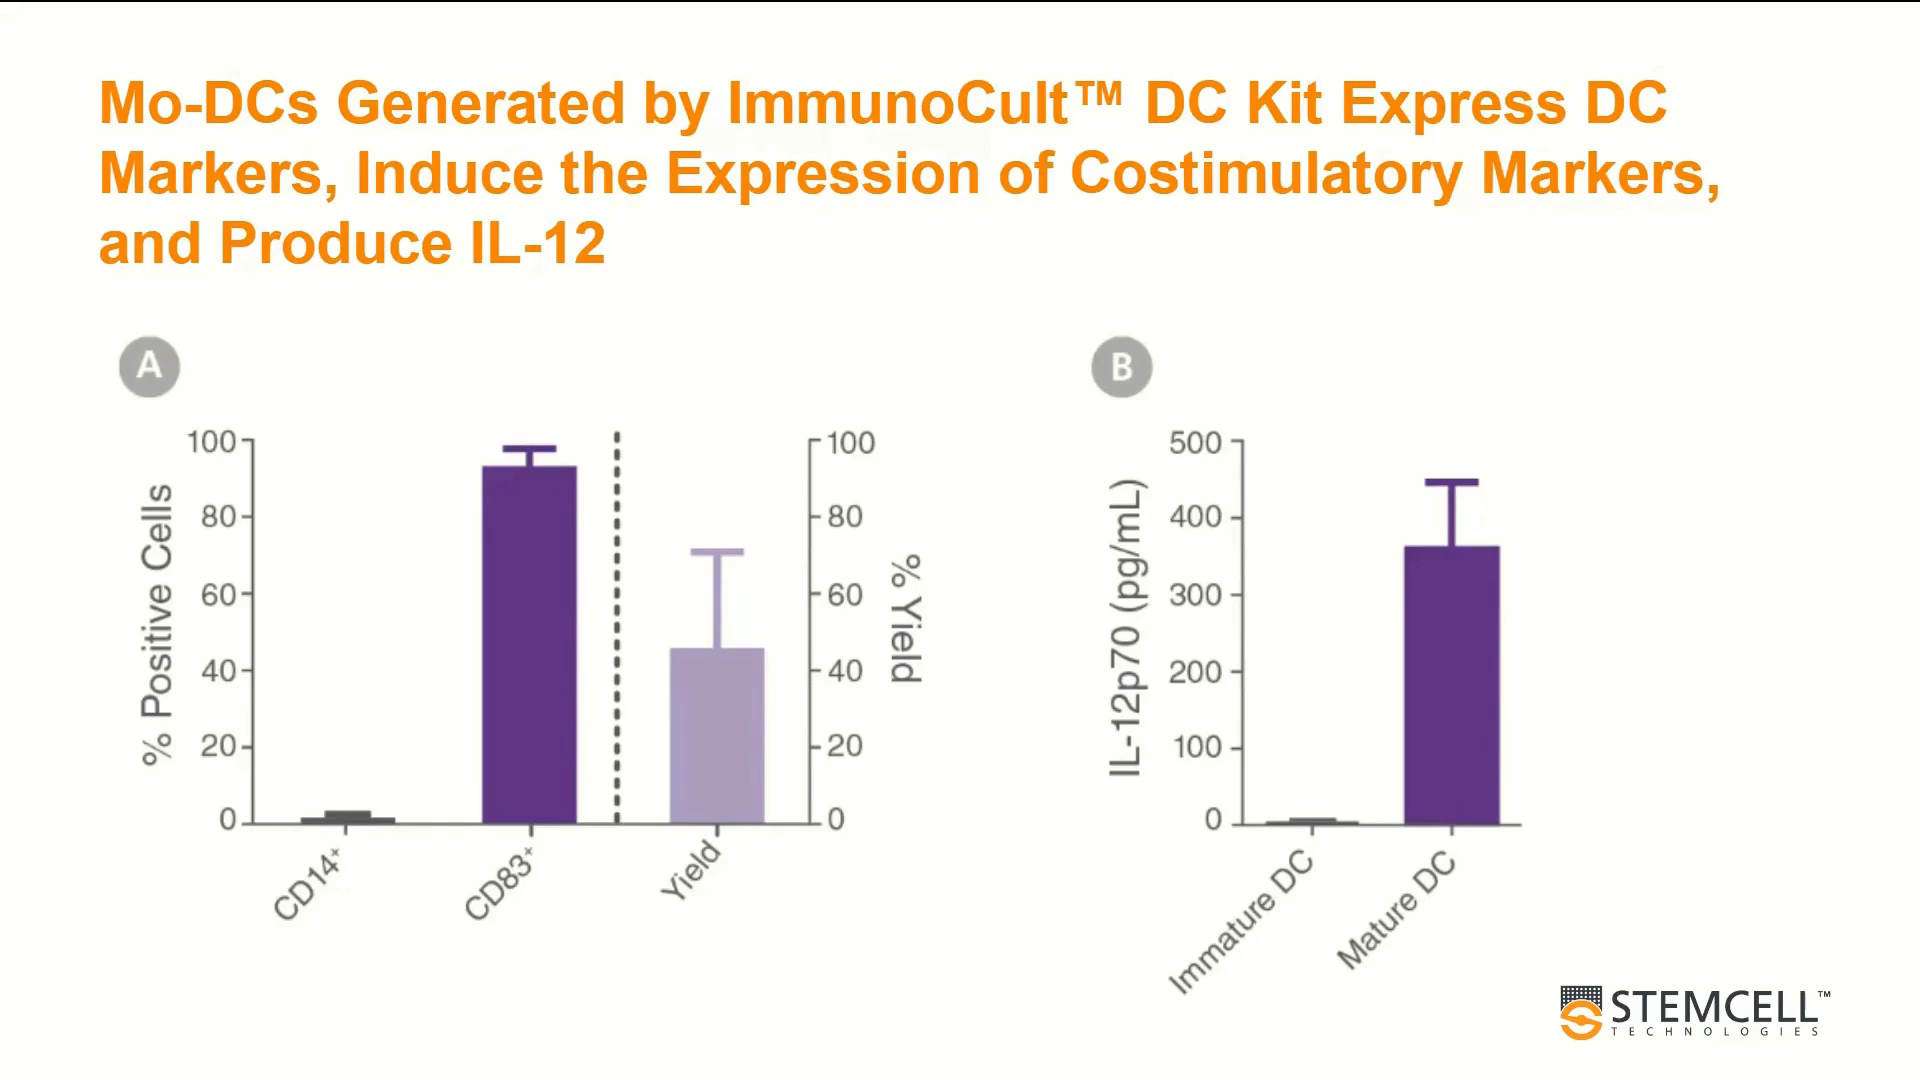 Mo-DCs Generated by ImmunoCult™ DC Kit Express DC
Markers, Induce the Expression of Costimulatory Markers,
and Produce IL-12
A
% Positive Cells
100
80
60
40
20
0
100
80
60
40
20
0
% Yield
CD14⁺
CD83⁺
Yield
B
IL-12p70 (pg/mL)
500
400
300
200
100
0
Immature DC
Mature DC
STEMCELL™
TECHNOLOGIES